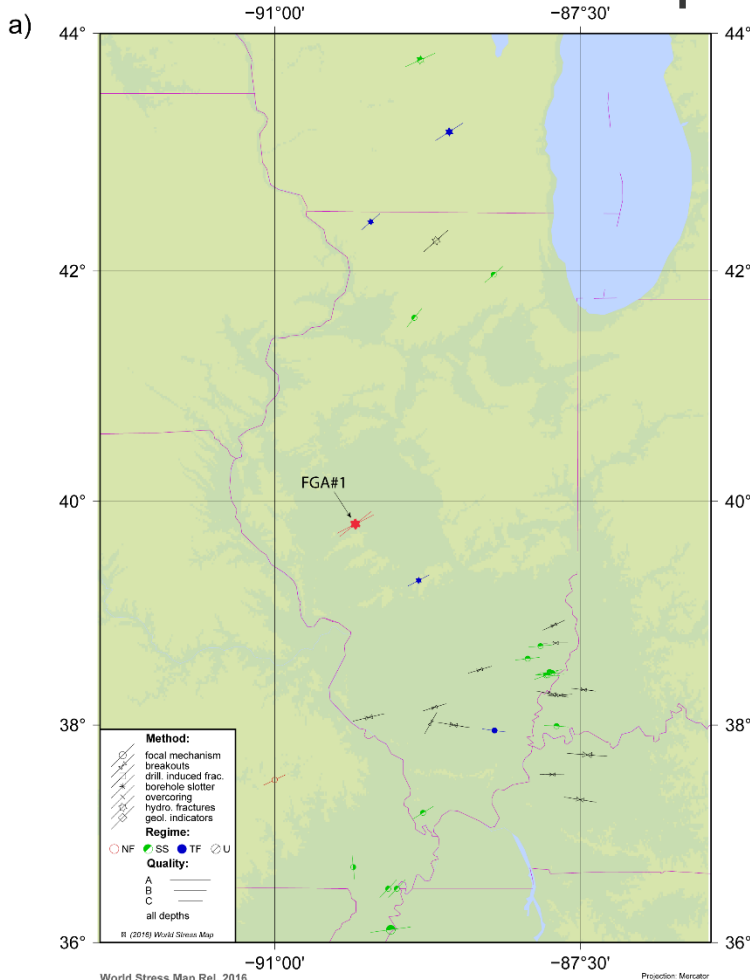 a)
−91°00' −87°30'
44° 44°
42° 42°
FGA#1
40° 40°
38° 38°
Method:
focal mechanism
breakouts
drill. induced frac.
borehole slotter
overcoring
hydro. fractures
geol. indicators
Regime:
NF SS TF U
Quality:
A
B
C
all depths
(2016) World Stress Map
36° 36°
−91°00' −87°30'
World Stress Map Rel. 2016 Projection: Mercator